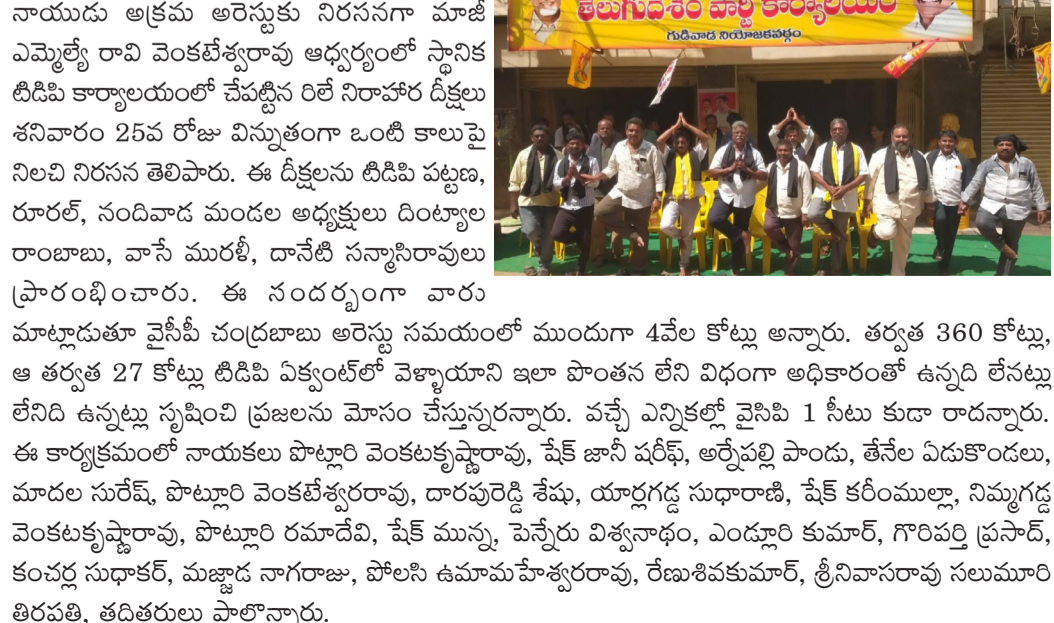 నాయుడు అక్రమ అరెస్టుకు నిరసనగా మాజీ
ఎమ్మెల్యే రావి వెంకటేశ్వరావు ఆధ్వర్యంలో స్థానిక
టిడిపి కార్యాలయంలో చేపట్టిన రిలే నిరాహార దీక్షలు
శనివారం 25వ రోజు విన్నుతంగా ఒంటి కాలుపై
నిలచి నిరసన తెలిపారు. ఈ దీక్షలను టిడిపి పట్టణ,
రూరల్, నందివాడ మండల అధ్యక్షులు దింట్యాల
రాంబాబు, వాసే మురళీ, దానేటి సన్మాసిరావులు
ప్రారంభించారు. ఈ నందర్భంగా వారు
తెలుగుదేశం పార్టీ కార్యాలయం
గుడివాడ నియోజకవర్గం
మాట్లాడుతూ వైసీపీ చంద్రబాబు అరెస్టు సమయంలో ముందుగా 4వేల కోట్లు అన్నారు. తర్వత 360 కోట్లు,
ఆ తర్వత 27 కోట్లు టిడిపి ఏక్వంట్‌లో వెళ్ళాయాని ఇలా పొంతన లేని విధంగా అధికారంతో ఉన్నది లేనట్లు
లేనిది ఉన్నట్లు సృషించి ప్రజలను మోసం చేస్తున్నరన్నారు. వచ్చే ఎన్నికల్లో వైసిపి 1 సీటు కుడా రాదన్నారు.
ఈ కార్యక్రమంలో నాయకలు పొట్లారి వెంకటకృష్ణారావు, షేక్ జానీ షరీఫ్, అర్నేపల్లి పాండు, తేనేల ఏడుకొండలు,
మాదల సురేష్, పొట్లూరి వెంకటేశ్వరరావు, దారపురెడ్డి శేషు, యార్లగడ్డ సుధారాణి, షేక్ కరీంముల్లా, నిమ్మగడ్డ
వెంకటకృష్ణారావు, పొట్లూరి రమాదేవి, షేక్ మున్న, పెన్నేరు విశ్వనాథం, ఎండ్లూరి కుమార్, గొరిపర్తి ప్రసాద్,
కంచర్ల సుధాకర్, మజ్జాడ నాగరాజు, పోలసి ఉమామహేశ్వరరావు, రేణుశివకుమార్, శ్రీనివాసరావు సలుమూరి
తిరపతి, తదితరులు పాల్గొన్నారు.